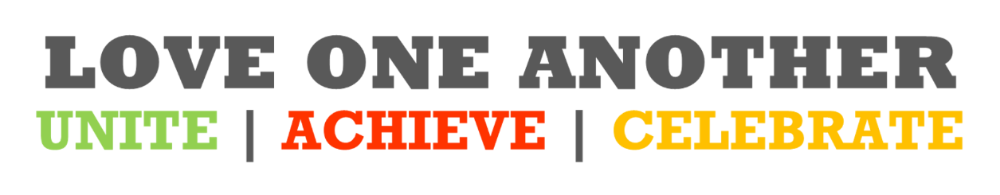 LOVE ONE ANOTHER
UNITE | ACHIEVE | CELEBRATE